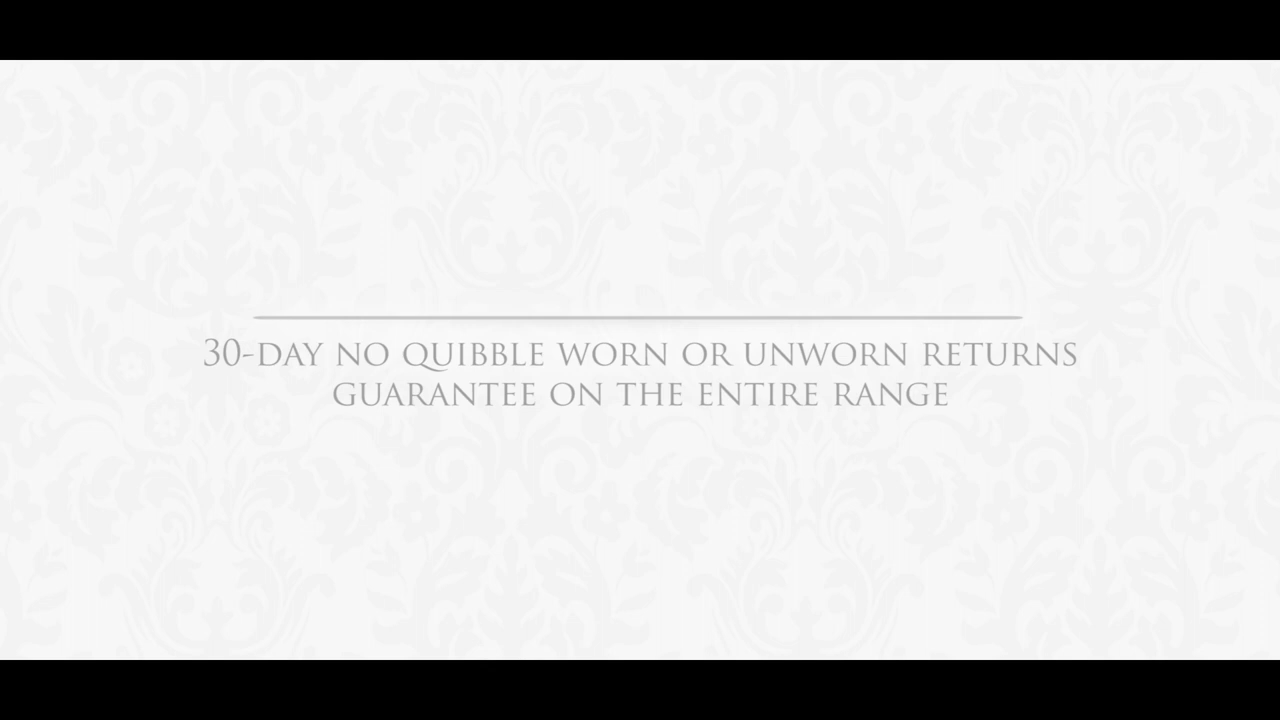 30-DAY NO QUIBBLE WORN OR UNWORN RETURNS
GUARANTEE ON THE ENTIRE RANGE